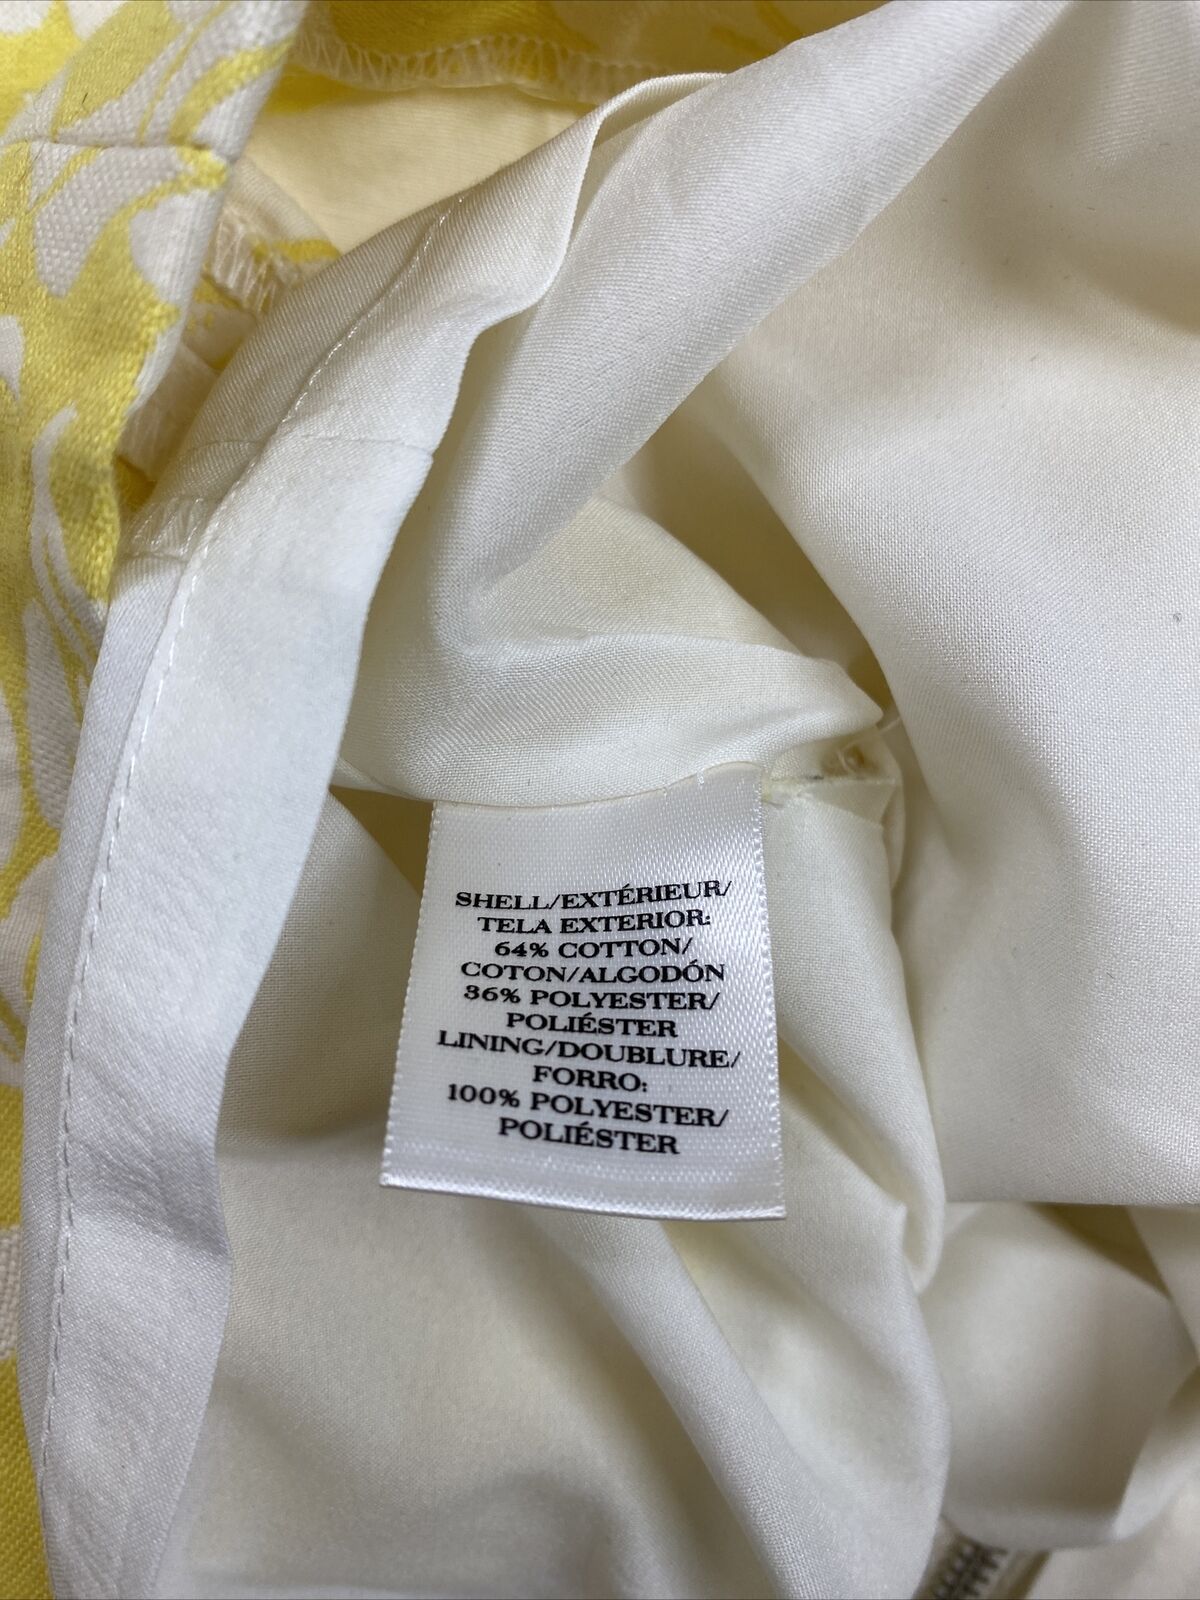 SHELL/EXTÉRIEUR/
TELA EXTERIOR:
64% COTTON/
COTON/ALGODÓN
36% POLYESTER/
POLIÉSTER
LINING/DOUBLURE/
FORRO:
100% POLYESTER/
POLIÉSTER